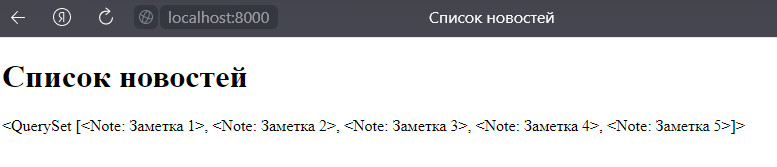 Я localhost:8000 Список новостей
Список новостей
<QuerySet [<Note: Заметка 1>, <Note: Заметка 2>, <Note: Заметка 3>, <Note: Заметка 4>, <Note: Заметка 5>]>